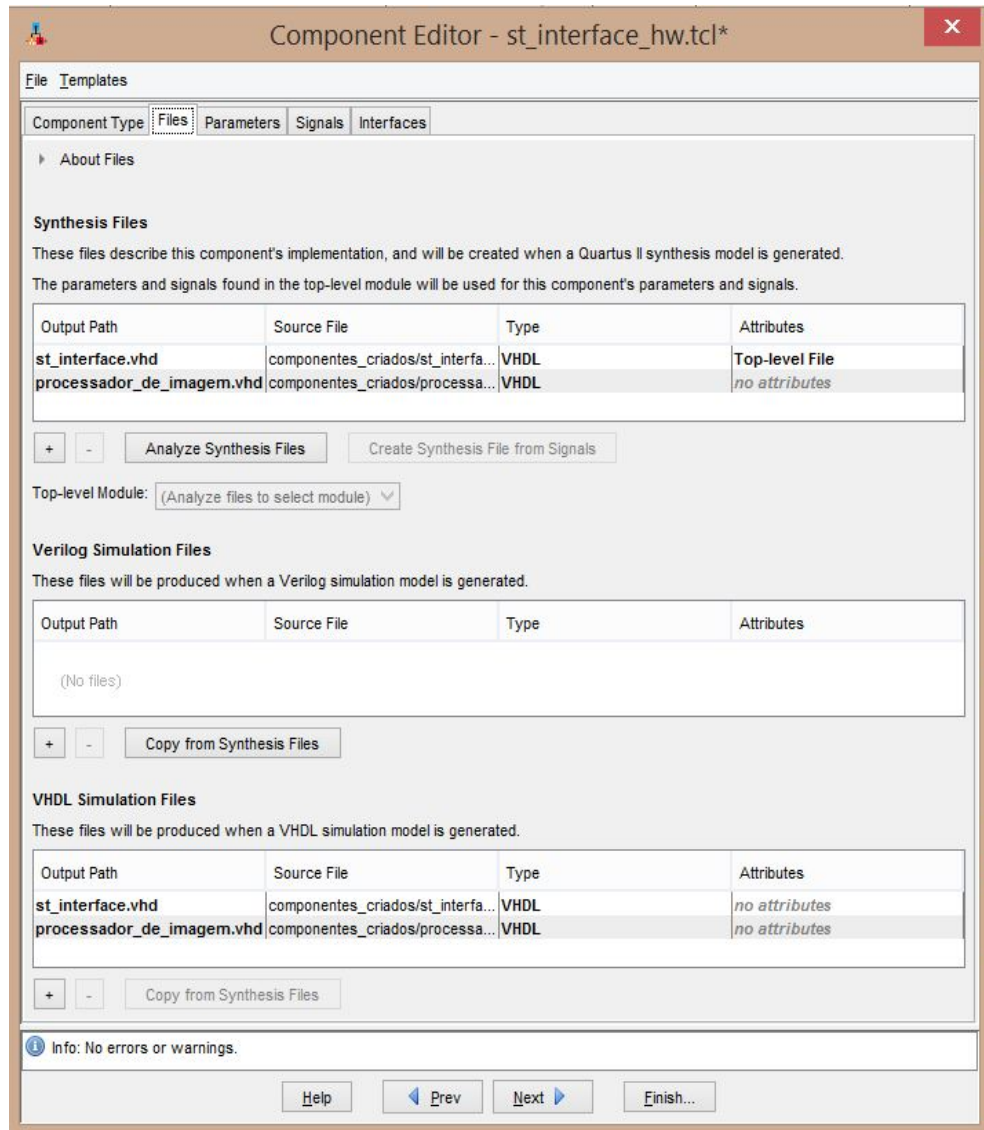 Component Editor - st_interface_hw.tcl*
x
File Templates
Component Type Files Parameters Signals Interfaces
About Files
Synthesis Files
These files describe this component's implementation, and will be created when a Quartus II synthesis model is generated.
The parameters and signals found in the top-level module will be used for this component's parameters and signals.
Output Path Source File Type Attributes
st_interface.vhd componentes_criados/st_interfa... VHDL Top-level File
processador_de_imagem.vhd componentes_criados/processa... VHDL no attributes
+ - Analyze Synthesis Files Create Synthesis File from Signals
Top-level Module: (Analyze files to select module)
Verilog Simulation Files
These files will be produced when a Verilog simulation model is generated.
Output Path Source File Type Attributes
(No files)
+ - Copy from Synthesis Files
VHDL Simulation Files
These files will be produced when a VHDL simulation model is generated.
Output Path Source File Type Attributes
st_interface.vhd componentes_criados/st_interfa... VHDL no attributes
processador_de_imagem.vhd componentes_criados/processa... VHDL no attributes
+ - Copy from Synthesis Files
Info: No errors or warnings.
Help Prev Next Finish...